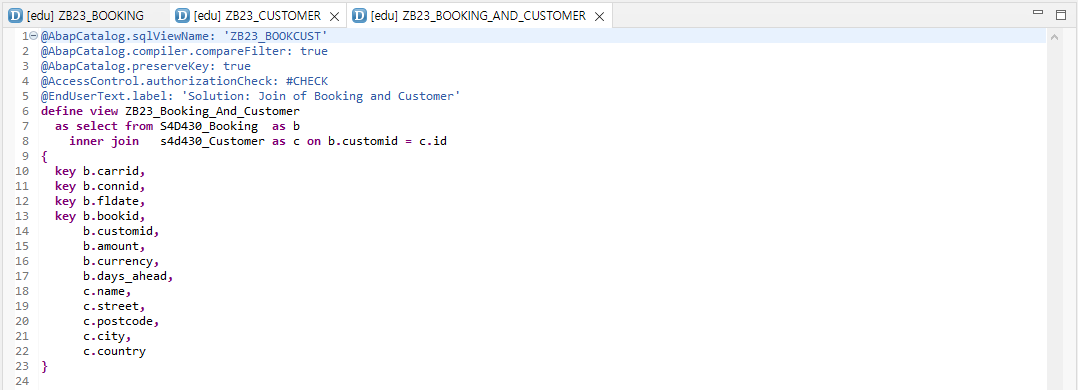 [edu] ZB23_BOOKING [edu] ZB23_CUSTOMER [edu] ZB23_BOOKING_AND_CUSTOMER
1 @AbapCatalog.sqlViewName: 'ZB23_BOOKCUST'
2 @AbapCatalog.compiler.compareFilter: true
3 @AbapCatalog.preserveKey: true
4 @AccessControl.authorizationCheck: #CHECK
5 @EndUserText.label: 'Solution: Join of Booking and Customer'
6 define view ZB23_Booking_And_Customer
7   as select from S4D430_Booking  as b
8     inner join   s4d430_Customer as c on b.customid = c.id
9 {
10   key b.carrid,
11   key b.connid,
12   key b.fldate,
13   key b.bookid,
14       b.customid,
15       b.amount,
16       b.currency,
17       b.days_ahead,
18       c.name,
19       c.street,
20       c.postcode,
21       c.city,
22       c.country
23 }
24